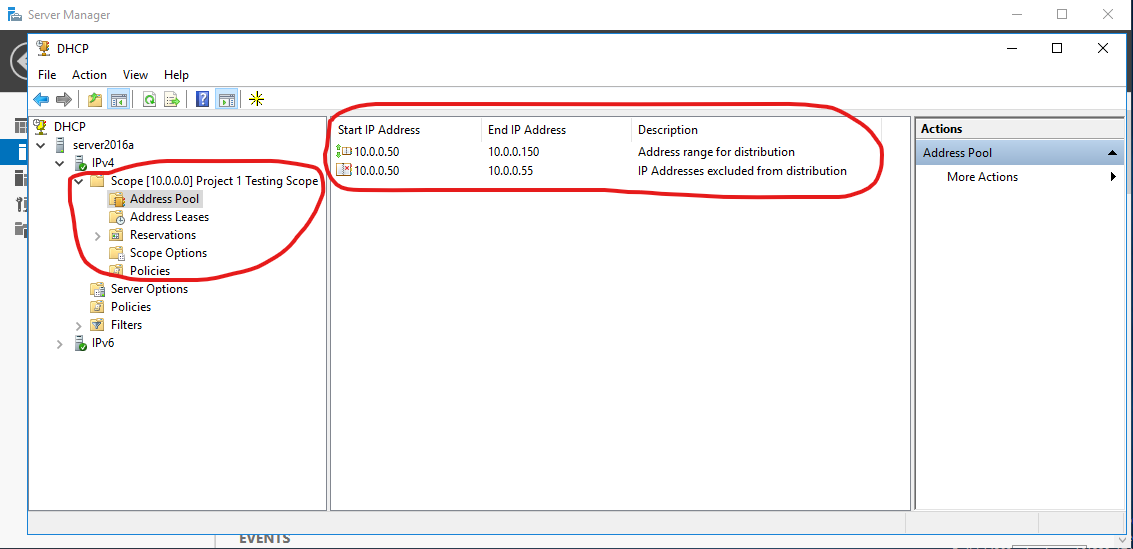 Server Manager
DHCP
File Action View Help
DHCP
server2016a
IPv4
Scope [10.0.0.0] Project 1 Testing Scope
Address Pool
Address Leases
Reservations
Scope Options
Policies
Server Options
Policies
Filters
IPv6
Start IP Address End IP Address Description
10.0.0.50 10.0.0.150 Address range for distribution
10.0.0.50 10.0.0.55 IP Addresses excluded from distribution
Actions
Address Pool
More Actions
EVENTS